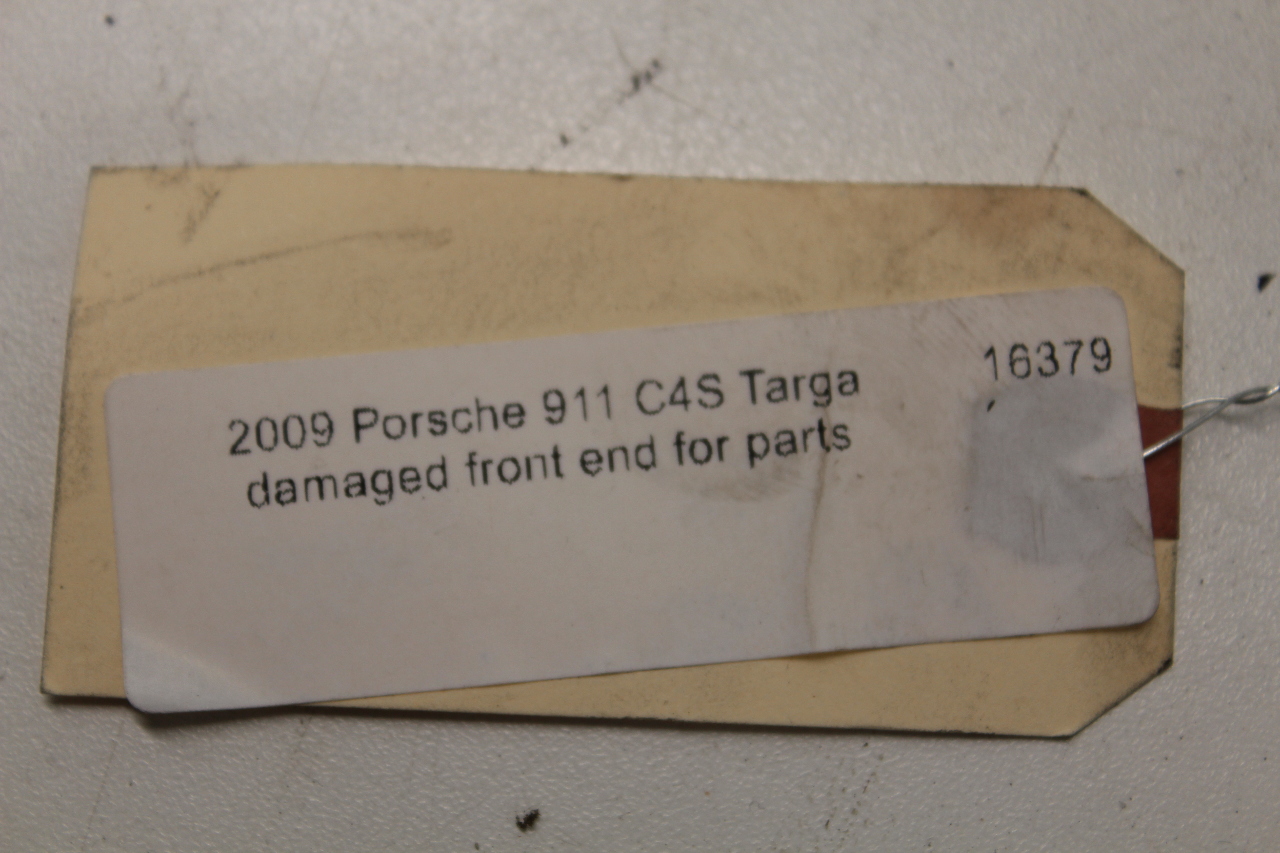 2009 Porsche 911 C4S Targa
damaged front end for parts
16379